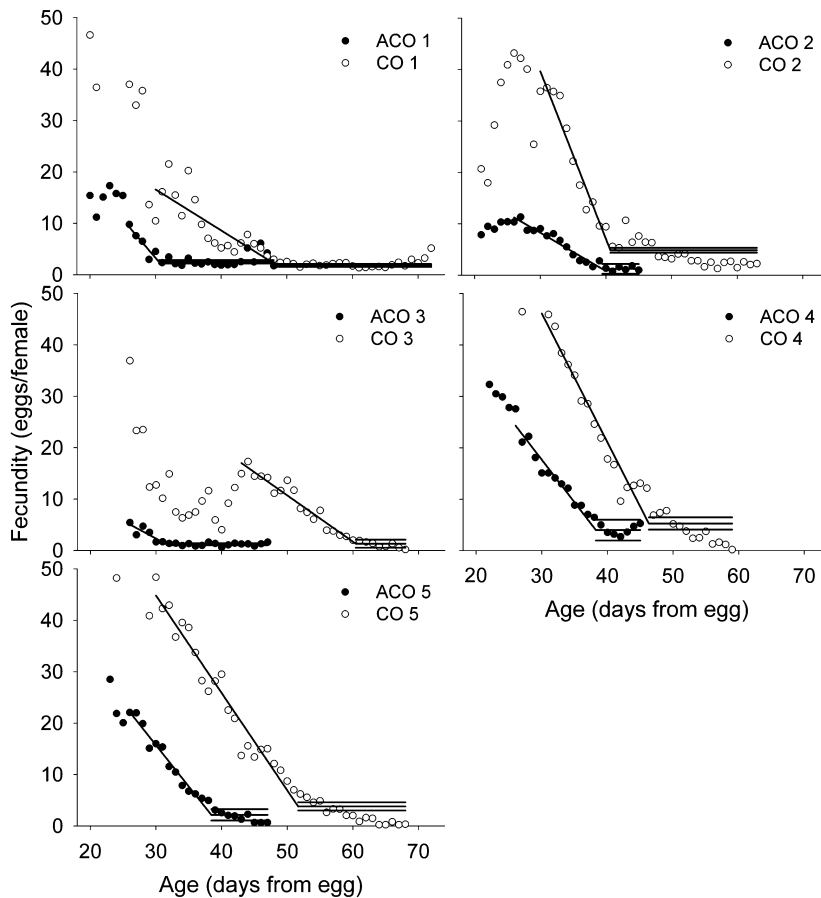 50
40
30
20
10
0
ACO 1
CO 1
ACO 2
CO 2
50
40
30
20
10
0
ACO 3
CO 3
ACO 4
CO 4
Fecundity (eggs/female)
20 30 40 50 60 70
Age (days from egg)
50
40
30
20
10
0
ACO 5
CO 5
20 30 40 50 60 70
Age (days from egg)